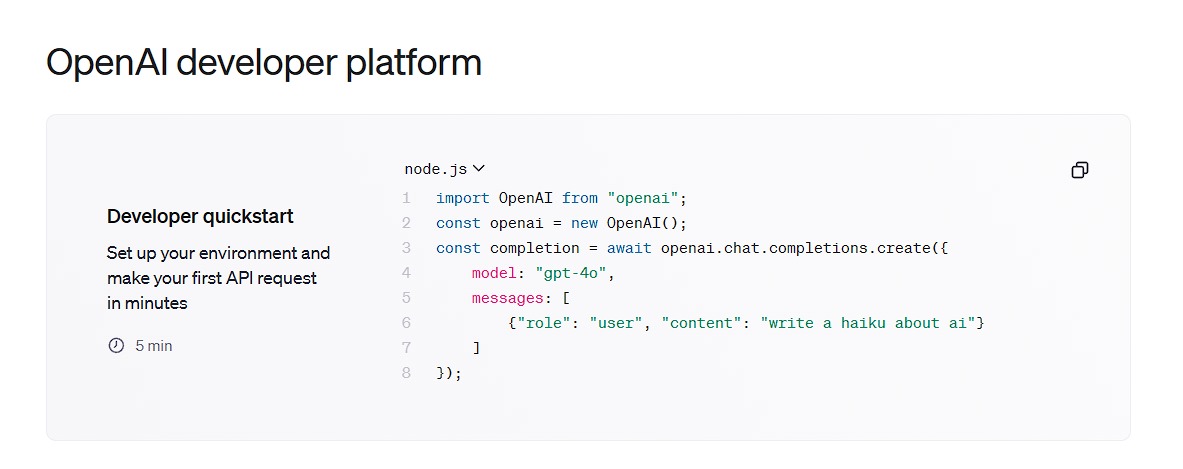 OpenAI developer platform
Developer quickstart
Set up your environment and
make your first API request
in minutes
5 min
node.js
1 import OpenAI from "openai";
2 const openai = new OpenAI();
3 const completion = await openai.chat.completions.create({
4     model: "gpt-4o",
5     messages: [
6         {"role": "user", "content": "write a haiku about ai"}
7     ]
8 });